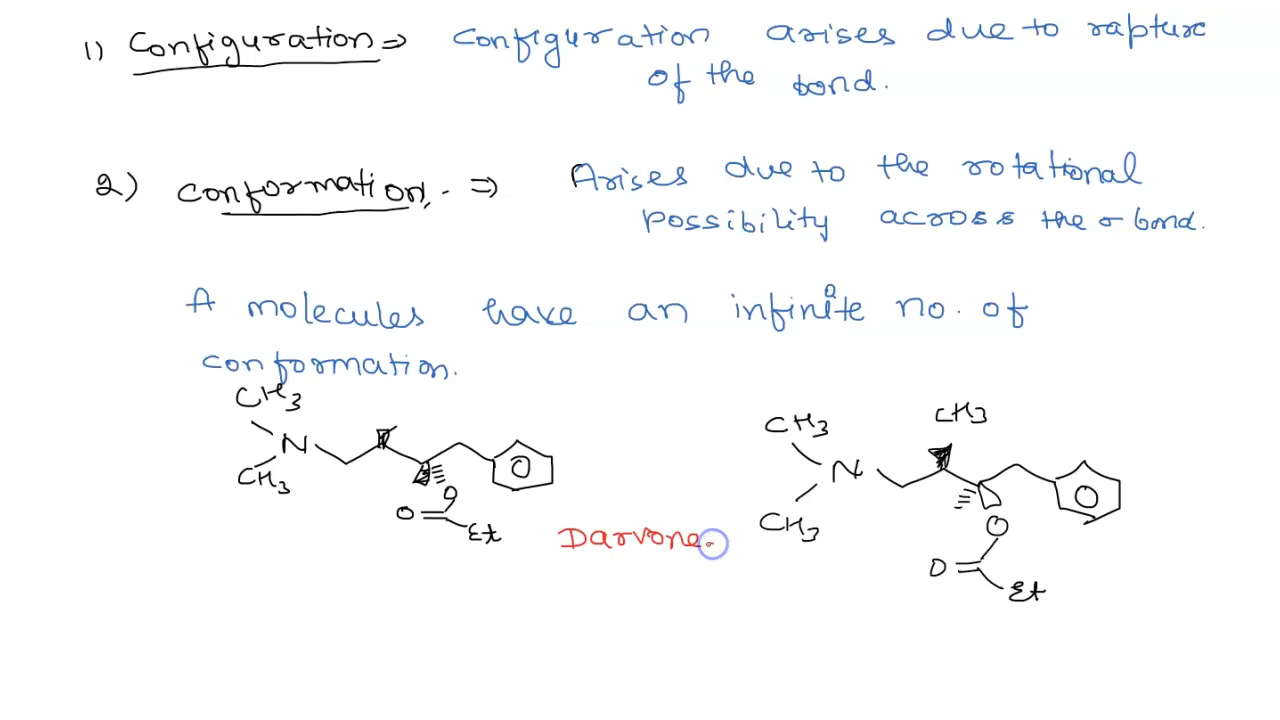 1) Configuration ⇒ Configuration arises due to rapture
of the bond.
2) Conformation. ⇒ Arises due to the rotational
possibility across the σ bond.
A molecules have an infinite no. of
conformation.
CH3
N
CH3
O
O
Et
Darvone
CH3
CH3
N
CH3
O
O
Et